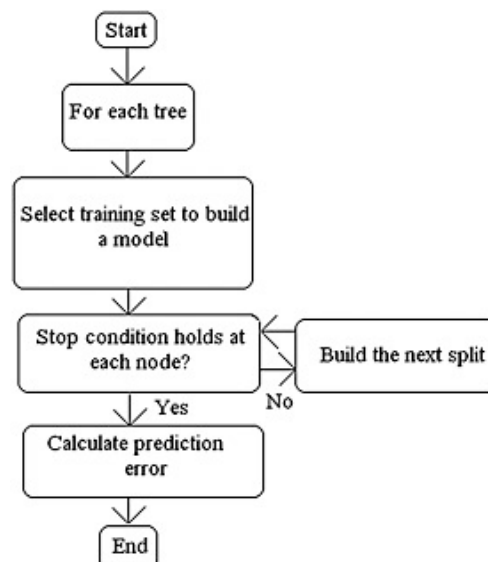 Start
For each tree
Select training set to build
a model
Stop condition holds at
each node?
Build the next split
No
Yes
Calculate prediction
error
End